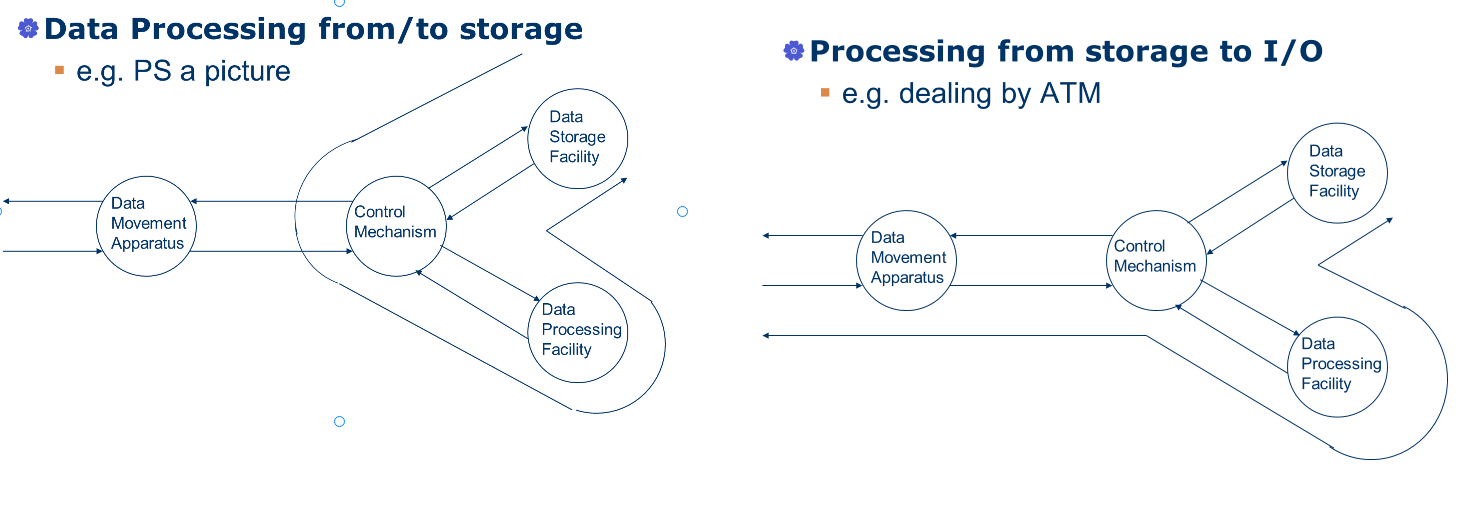 Data Processing from/to storage
e.g. PS a picture
Data
Storage
Facility
Data
Movement
Apparatus
Control
Mechanism
Data
Processing
Facility
Processing from storage to I/O
e.g. dealing by ATM
Data
Storage
Facility
Data
Movement
Apparatus
Control
Mechanism
Data
Processing
Facility